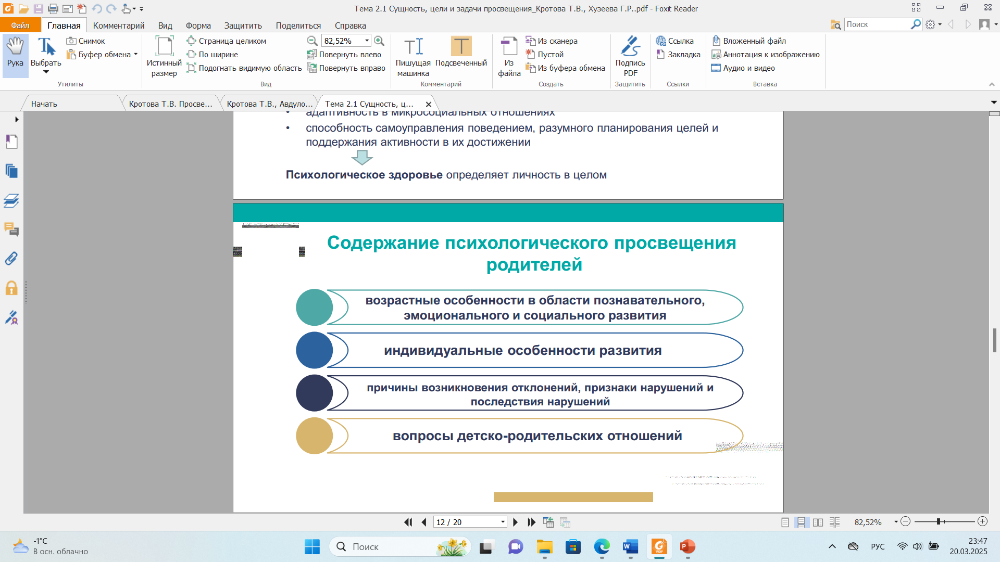 Тема 2.1 Сущность, цели и задачи просвещения_Кротова Т.В., Хузеева Г.Р..pdf - Foxit Reader
Файл
Главная
Комментарий
Вид
Форма
Защитить
Поделиться
Справка
Поиск
Рука
Выбрать
Снимок
Буфер обмена
Утилиты
Истинный
размер
Страница целиком
По ширине
Подогнать видимую область
82,52%
Повернуть влево
Повернуть вправо
Вид
Пишущая
машинка
Подсвеченный
Комментарий
Из
файла
Из сканера
Пустой
Из буфера обмена
Создать
Подпись
PDF
Защитить
Ссылка
Закладка
Ссылки
Вложенный файл
Аннотация к изображению
Аудио и видео
Вставка
Начать
Кротова Т.В. Просве...
Кротова Т.В., Авдуло...
Тема 2.1 Сущность, ц...
• адаптивность в микросоциальных отношениях
• способность самоуправления поведением, разумного планирования целей и
поддержания активности в их достижении
Психологическое здоровье определяет личность в целом
Содержание психологического просвещения
родителей
возрастные особенности в области познавательного,
эмоционального и социального развития
индивидуальные особенности развития
причины возникновения отклонений, признаки нарушений и
последствия нарушений
вопросы детско-родительских отношений
12 / 20
82,52%
-1°C
В осн. облачно
Поиск
РУС
23:47
20.03.2025